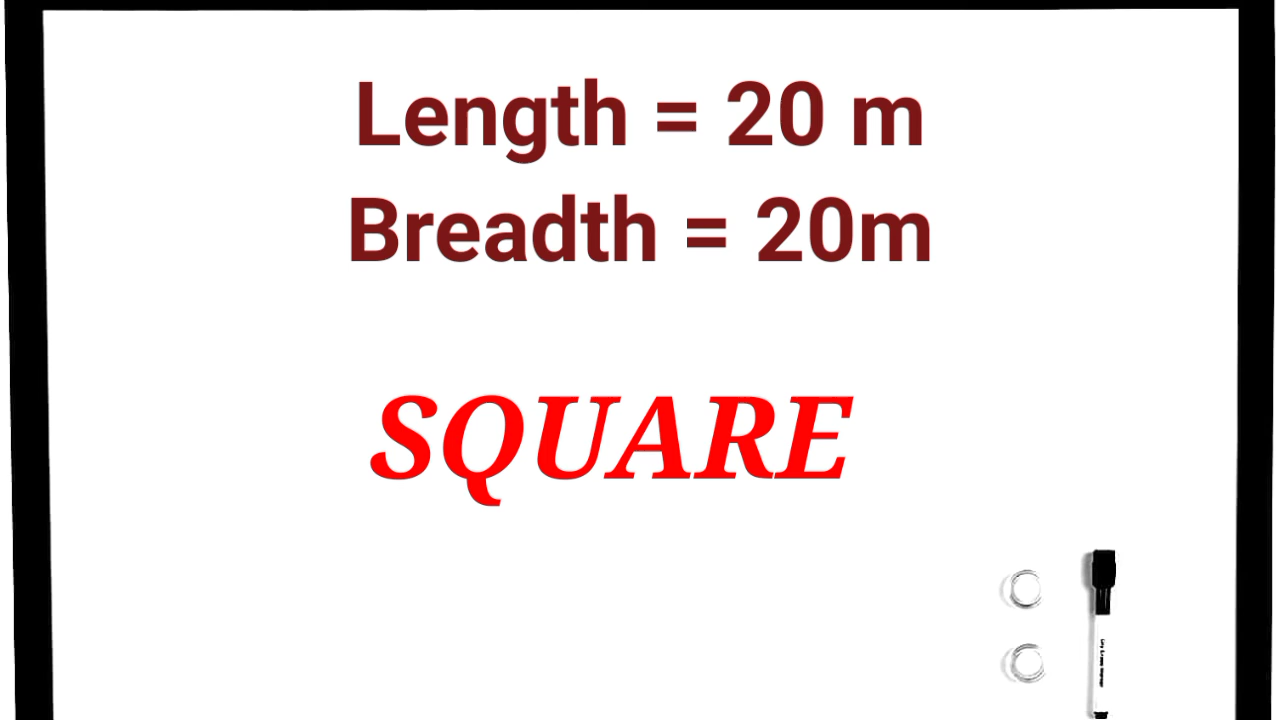 Length = 20 m
Breadth = 20m
SQUARE